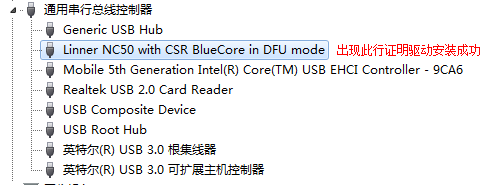 通用串行总线控制器
Generic USB Hub
Linner NC50 with CSR BlueCore in DFU mode 出现此行证明驱动安装成功
Mobile 5th Generation Intel(R) Core(TM) USB EHCI Controller - 9CA6
Realtek USB 2.0 Card Reader
USB Composite Device
USB Root Hub
英特尔(R) USB 3.0 根集线器
英特尔(R) USB 3.0 可扩展主机控制器